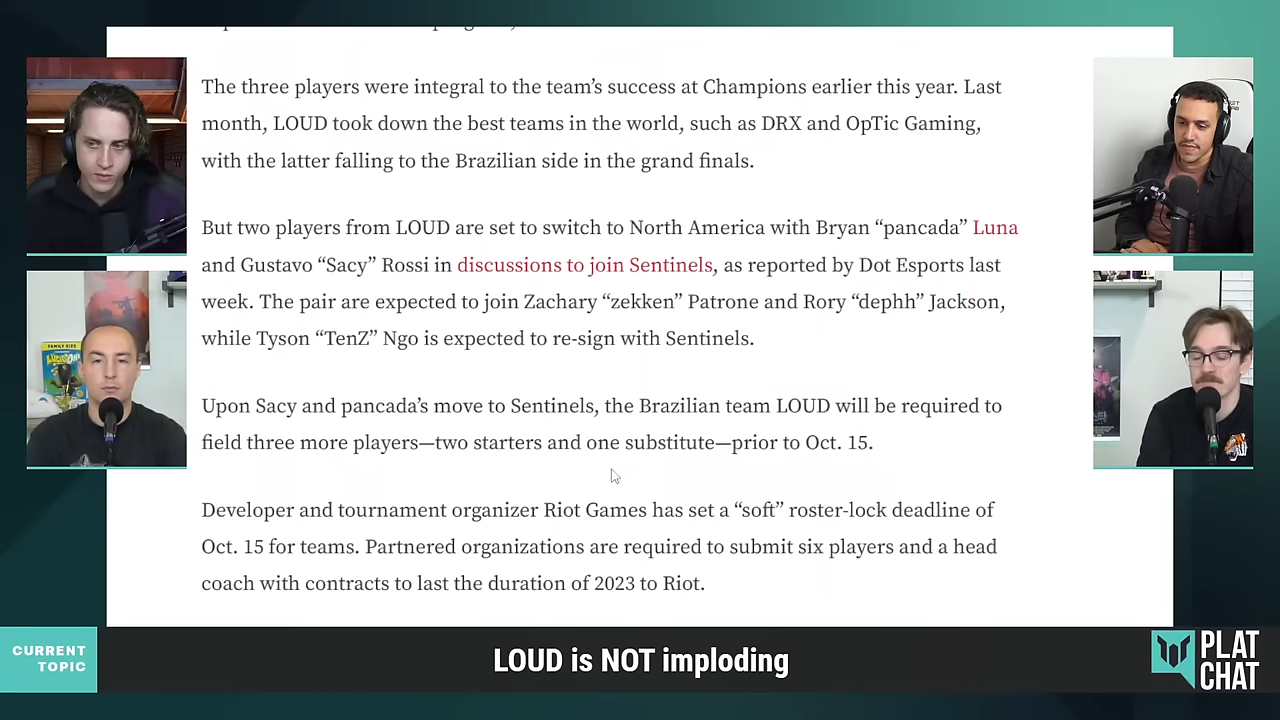 The three players were integral to the team’s success at Champions earlier this year. Last
month, LOUD took down the best teams in the world, such as DRX and OpTic Gaming,
with the latter falling to the Brazilian side in the grand finals.
But two players from LOUD are set to switch to North America with Bryan “pancada” Luna
and Gustavo “Sacy” Rossi in discussions to join Sentinels, as reported by Dot Esports last
week. The pair are expected to join Zachary “zekken” Patrone and Rory “dephh” Jackson,
while Tyson “TenZ” Ngo is expected to re-sign with Sentinels.
Upon Sacy and pancada’s move to Sentinels, the Brazilian team LOUD will be required to
field three more players—two starters and one substitute—prior to Oct. 15.
Developer and tournament organizer Riot Games has set a “soft” roster-lock deadline of
Oct. 15 for teams. Partnered organizations are required to submit six players and a head
coach with contracts to last the duration of 2023 to Riot.
FAMILY SIZE
CURRENT
TOPIC
LOUD is NOT imploding
PLAT
CHAT